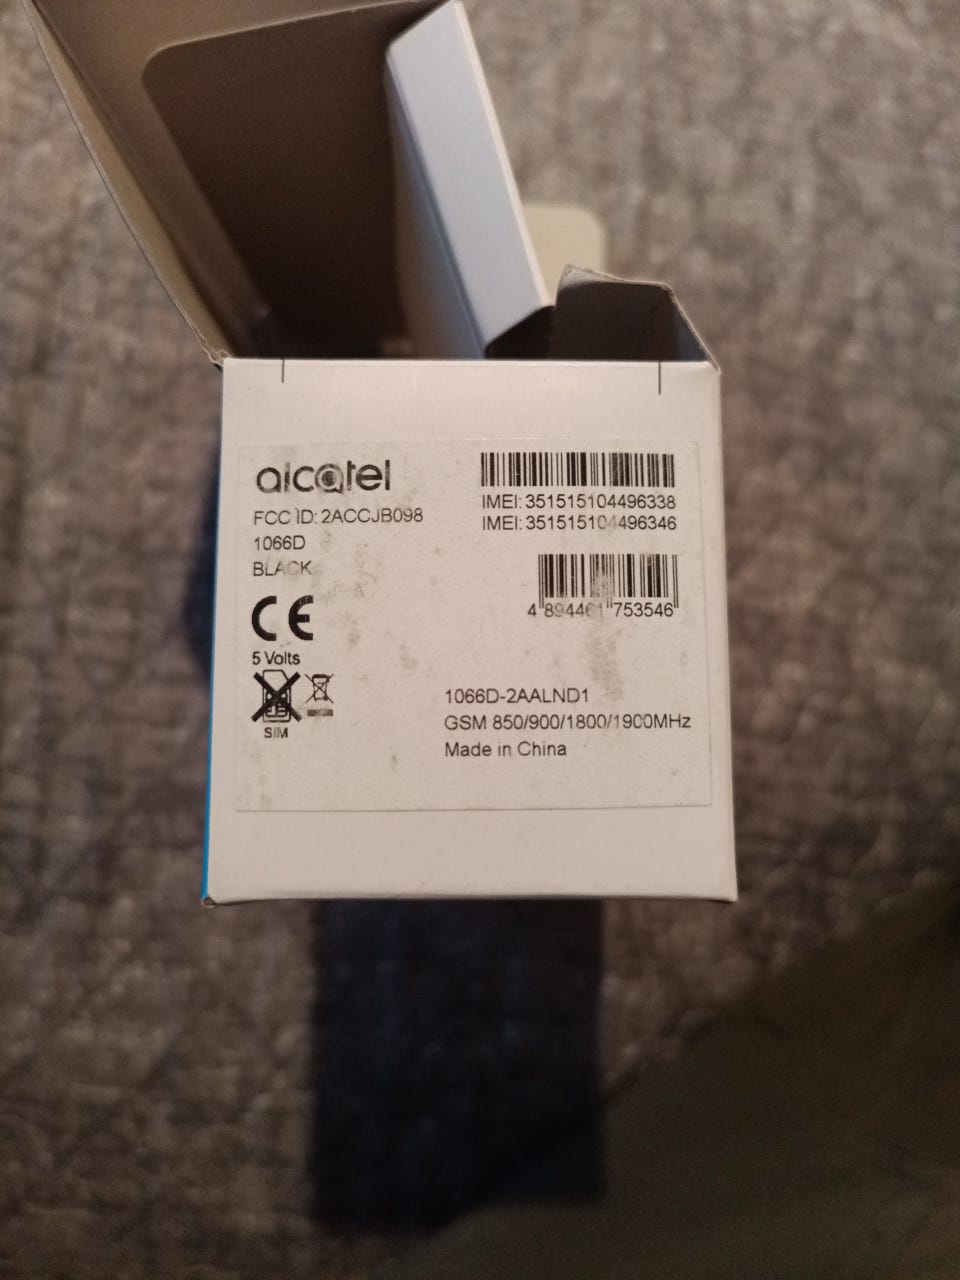 alcatel
FCC ID: 2ACCJB098
1066D
BLACK
5 Volts
SIM
IMEI: 351515104496338
IMEI: 351515104496346
4 894461 753546
1066D-2AALND1
GSM 850/900/1800/1900MHz
Made in China